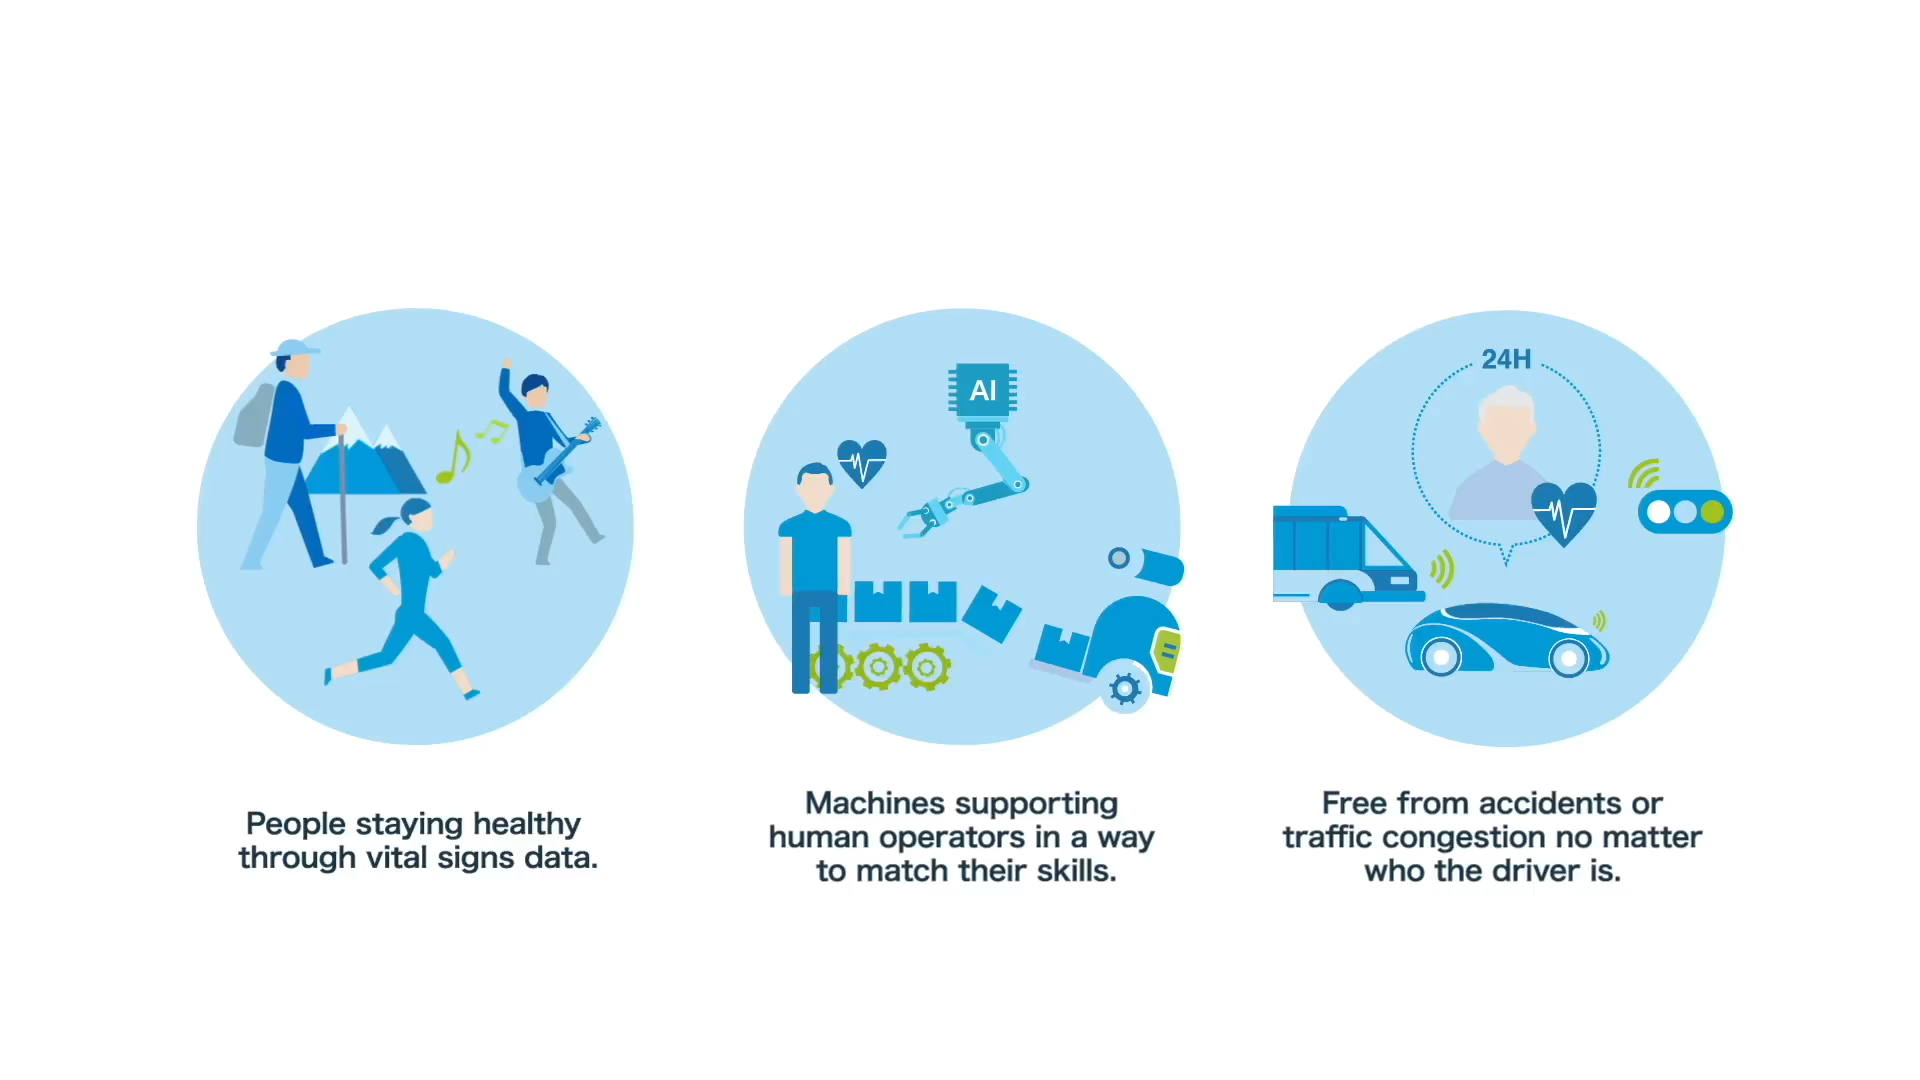 People staying healthy
through vital signs data.
AI
Machines supporting
human operators in a way
to match their skills.
24H
Free from accidents or
traffic congestion no matter
who the driver is.